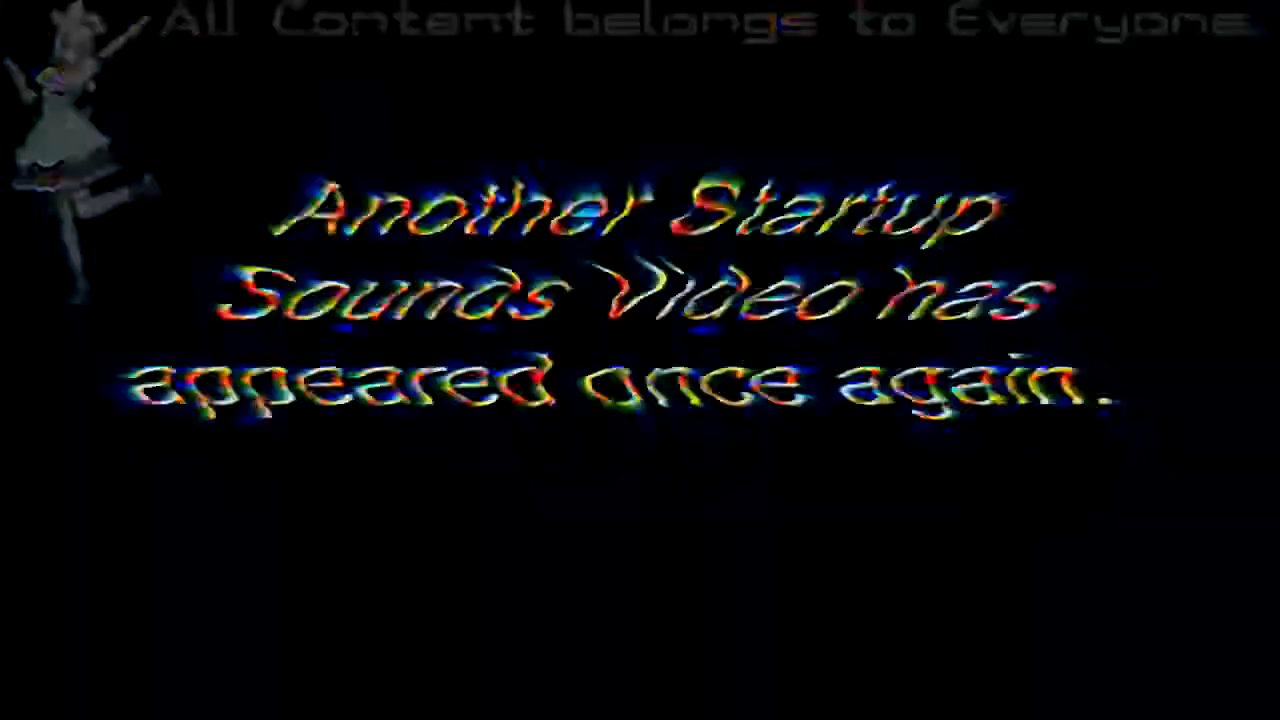 All Content belongs to Everyone
Another Startup
Sounds Video has
appeared once again.